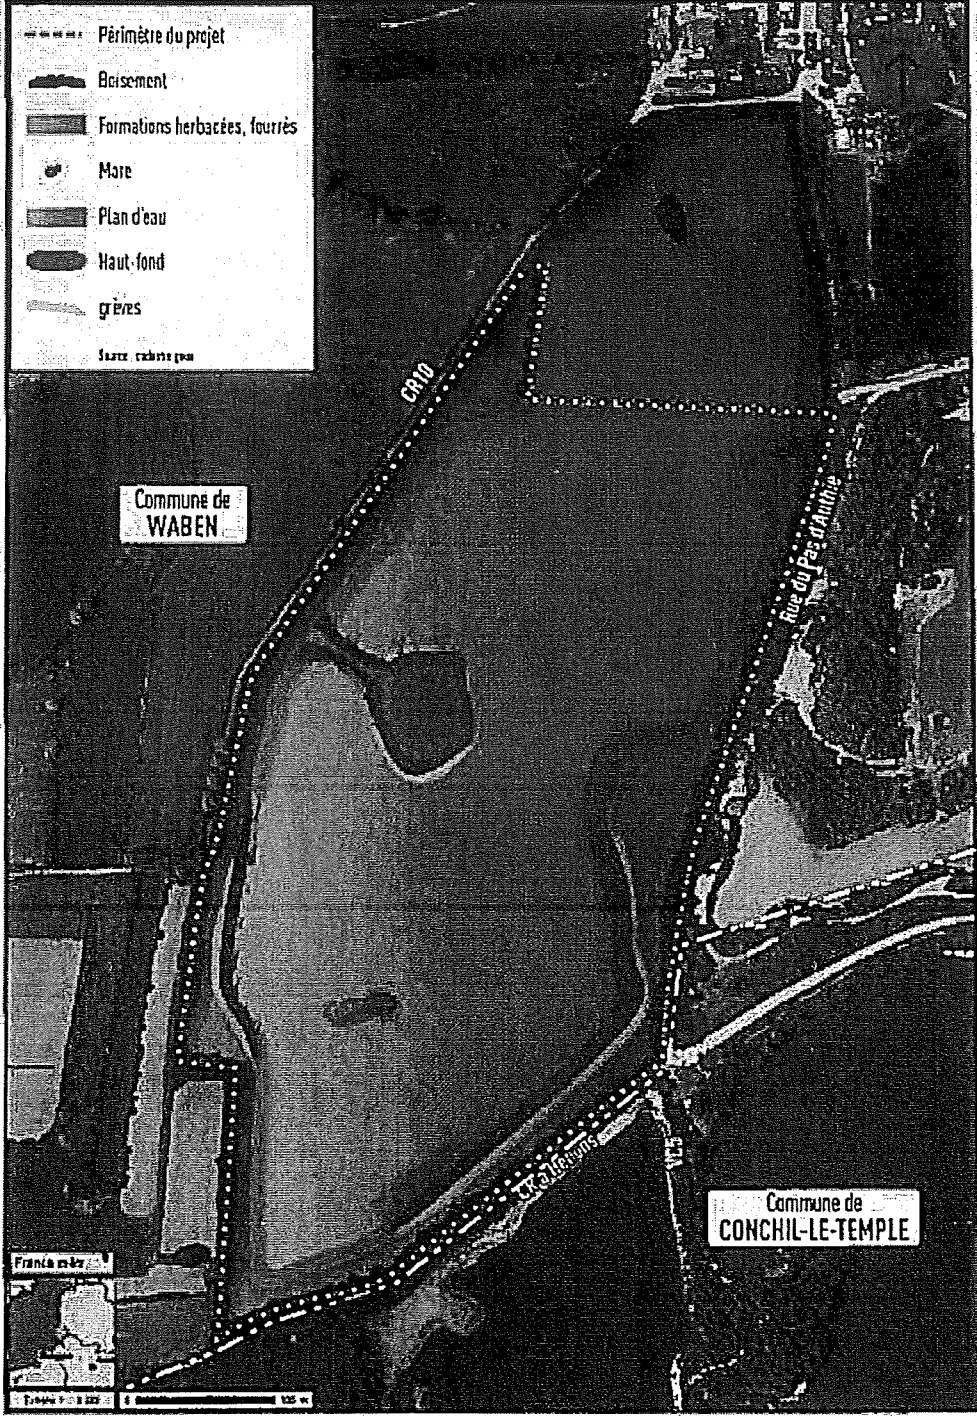 Périmètre du projet
Boisement
Formations herbacées, fourrés
Mare
Plan d'eau
Haut-fond
grèves
CR10
Commune de
WABEN
Rue du Pas d'Authie
VC5
Commune de
CONCHIL-LE-TEMPLE